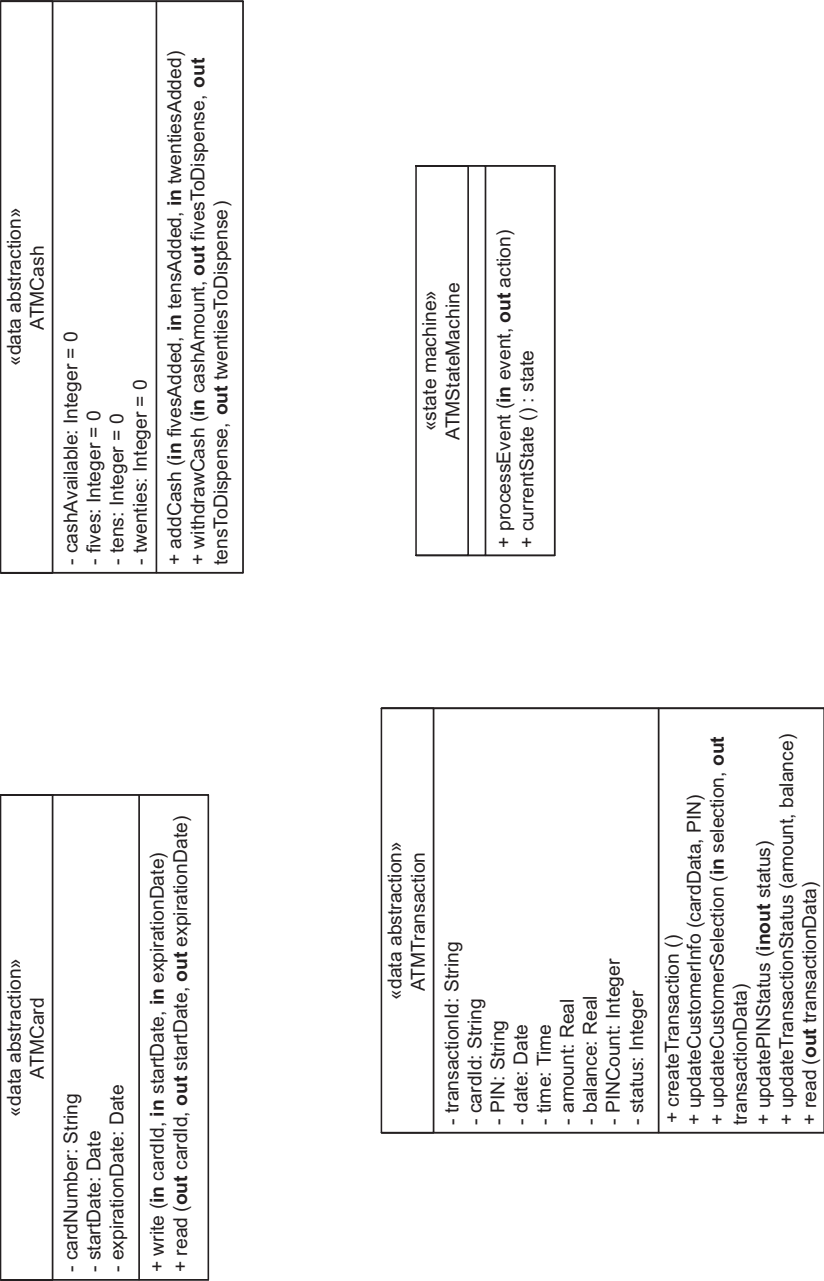 «data abstraction»
ATMCard
- cardNumber: String
- startDate: Date
- expirationDate: Date
+ write (in cardId, in startDate, in expirationDate)
+ read (out cardId, out startDate, out expirationDate)
«data abstraction»
ATMCash
- cashAvailable: Integer = 0
- fives: Integer = 0
- tens: Integer = 0
- twenties: Integer = 0
+ addCash (in fivesAdded, in tensAdded, in twentiesAdded)
+ withdrawCash (in cashAmount, out fivesToDispense, out
tensToDispense, out twentiesToDispense)
«data abstraction»
ATMTransaction
- transactionId: String
- cardId: String
- PIN: String
- date: Date
- time: Time
- amount: Real
- balance: Real
- PINCount: Integer
- status: Integer
+ createTransaction ()
+ updateCustomerInfo (cardData, PIN)
+ updateCustomerSelection (in selection, out
transactionData)
+ updatePINStatus (inout status)
+ updateTransactionStatus (amount, balance)
+ read (out transactionData)
«state machine»
ATMStateMachine
+ processEvent (in event, out action)
+ currentState () : state